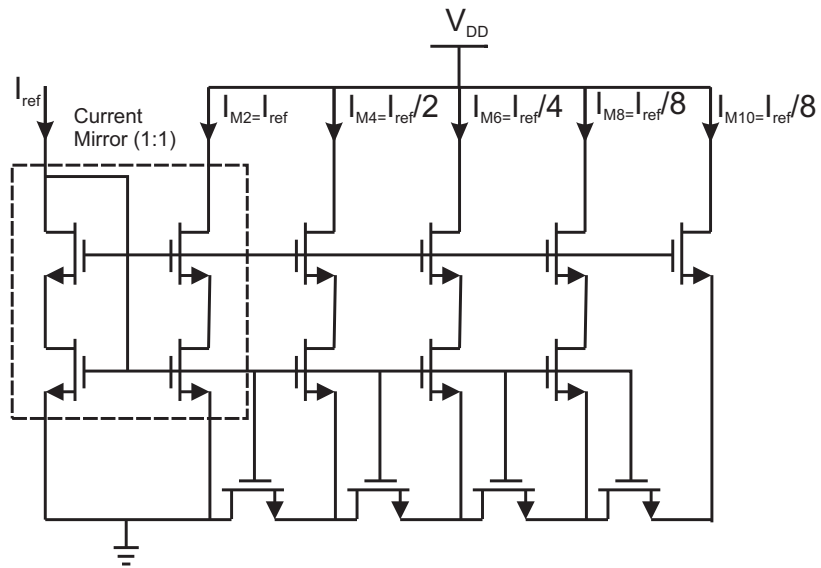 V_DD
I_ref
Current
Mirror (1:1)
I_M2=I_ref
I_M4=I_ref/2
I_M6=I_ref/4
I_M8=I_ref/8
I_M10=I_ref/8